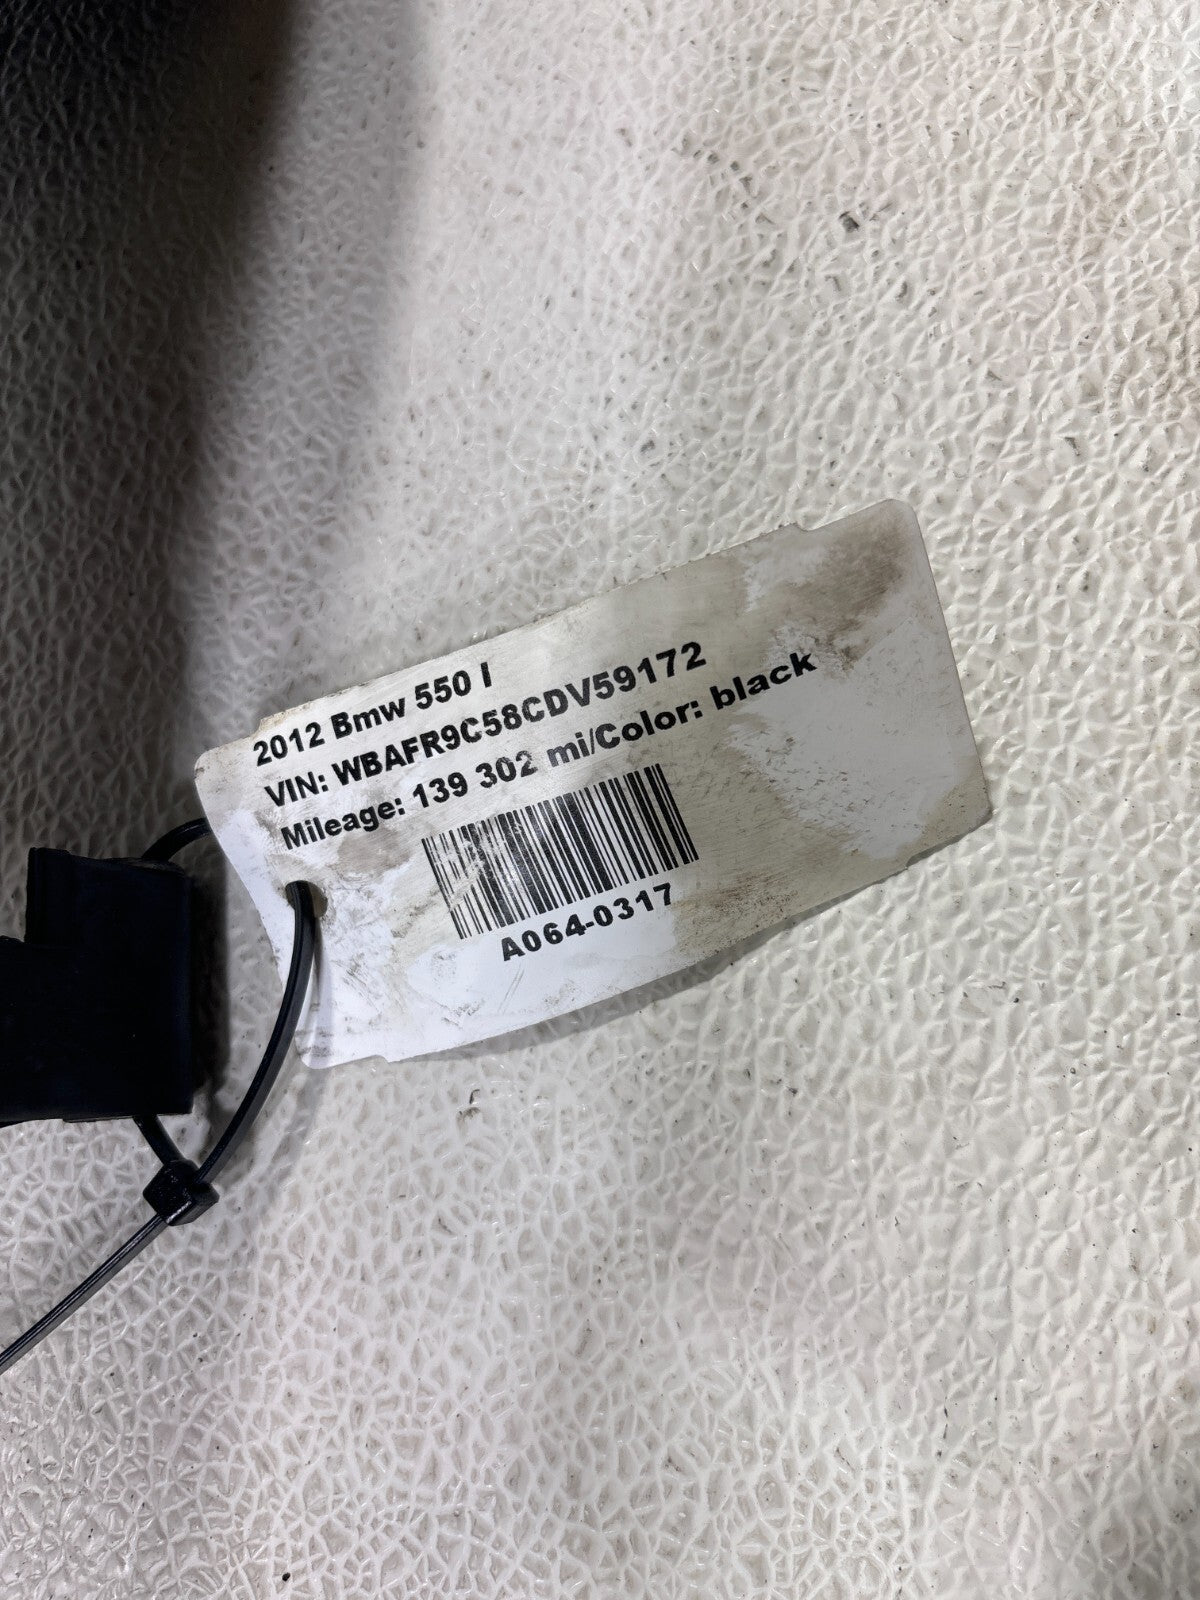 2012 Bmw 550 I
VIN: WBAFR9C58CDV59172
Mileage: 139 302 mi/Color: black
A064-0317